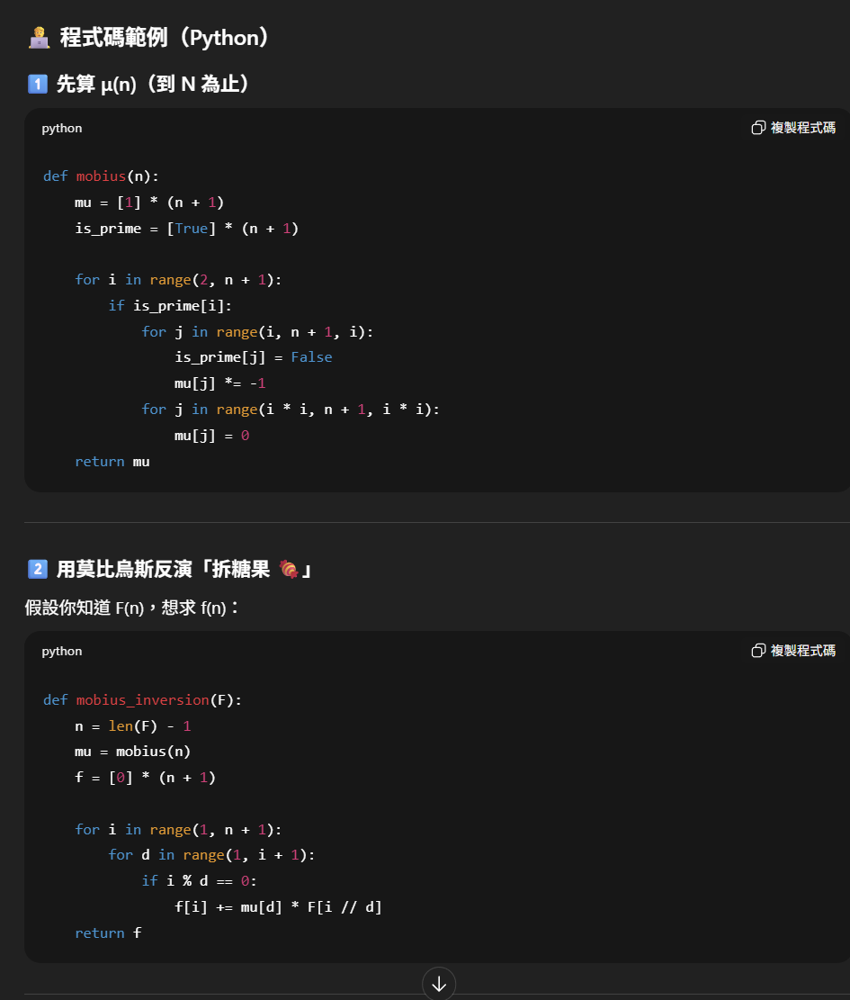 🧑‍💻 程式碼範例（Python）
1️⃣ 先算 μ(n)（到 N 為止）
python 複製程式碼
def mobius(n):
    mu = [1] * (n + 1)
    is_prime = [True] * (n + 1)

    for i in range(2, n + 1):
        if is_prime[i]:
            for j in range(i, n + 1, i):
                is_prime[j] = False
                mu[j] *= -1
            for j in range(i * i, n + 1, i * i):
                mu[j] = 0
    return mu
2️⃣ 用莫比烏斯反演「拆糖果 🍬」
假設你知道 F(n)，想求 f(n)：
python 複製程式碼
def mobius_inversion(F):
    n = len(F) - 1
    mu = mobius(n)
    f = [0] * (n + 1)

    for i in range(1, n + 1):
        for d in range(1, i + 1):
            if i % d == 0:
                f[i] += mu[d] * F[i // d]
    return f